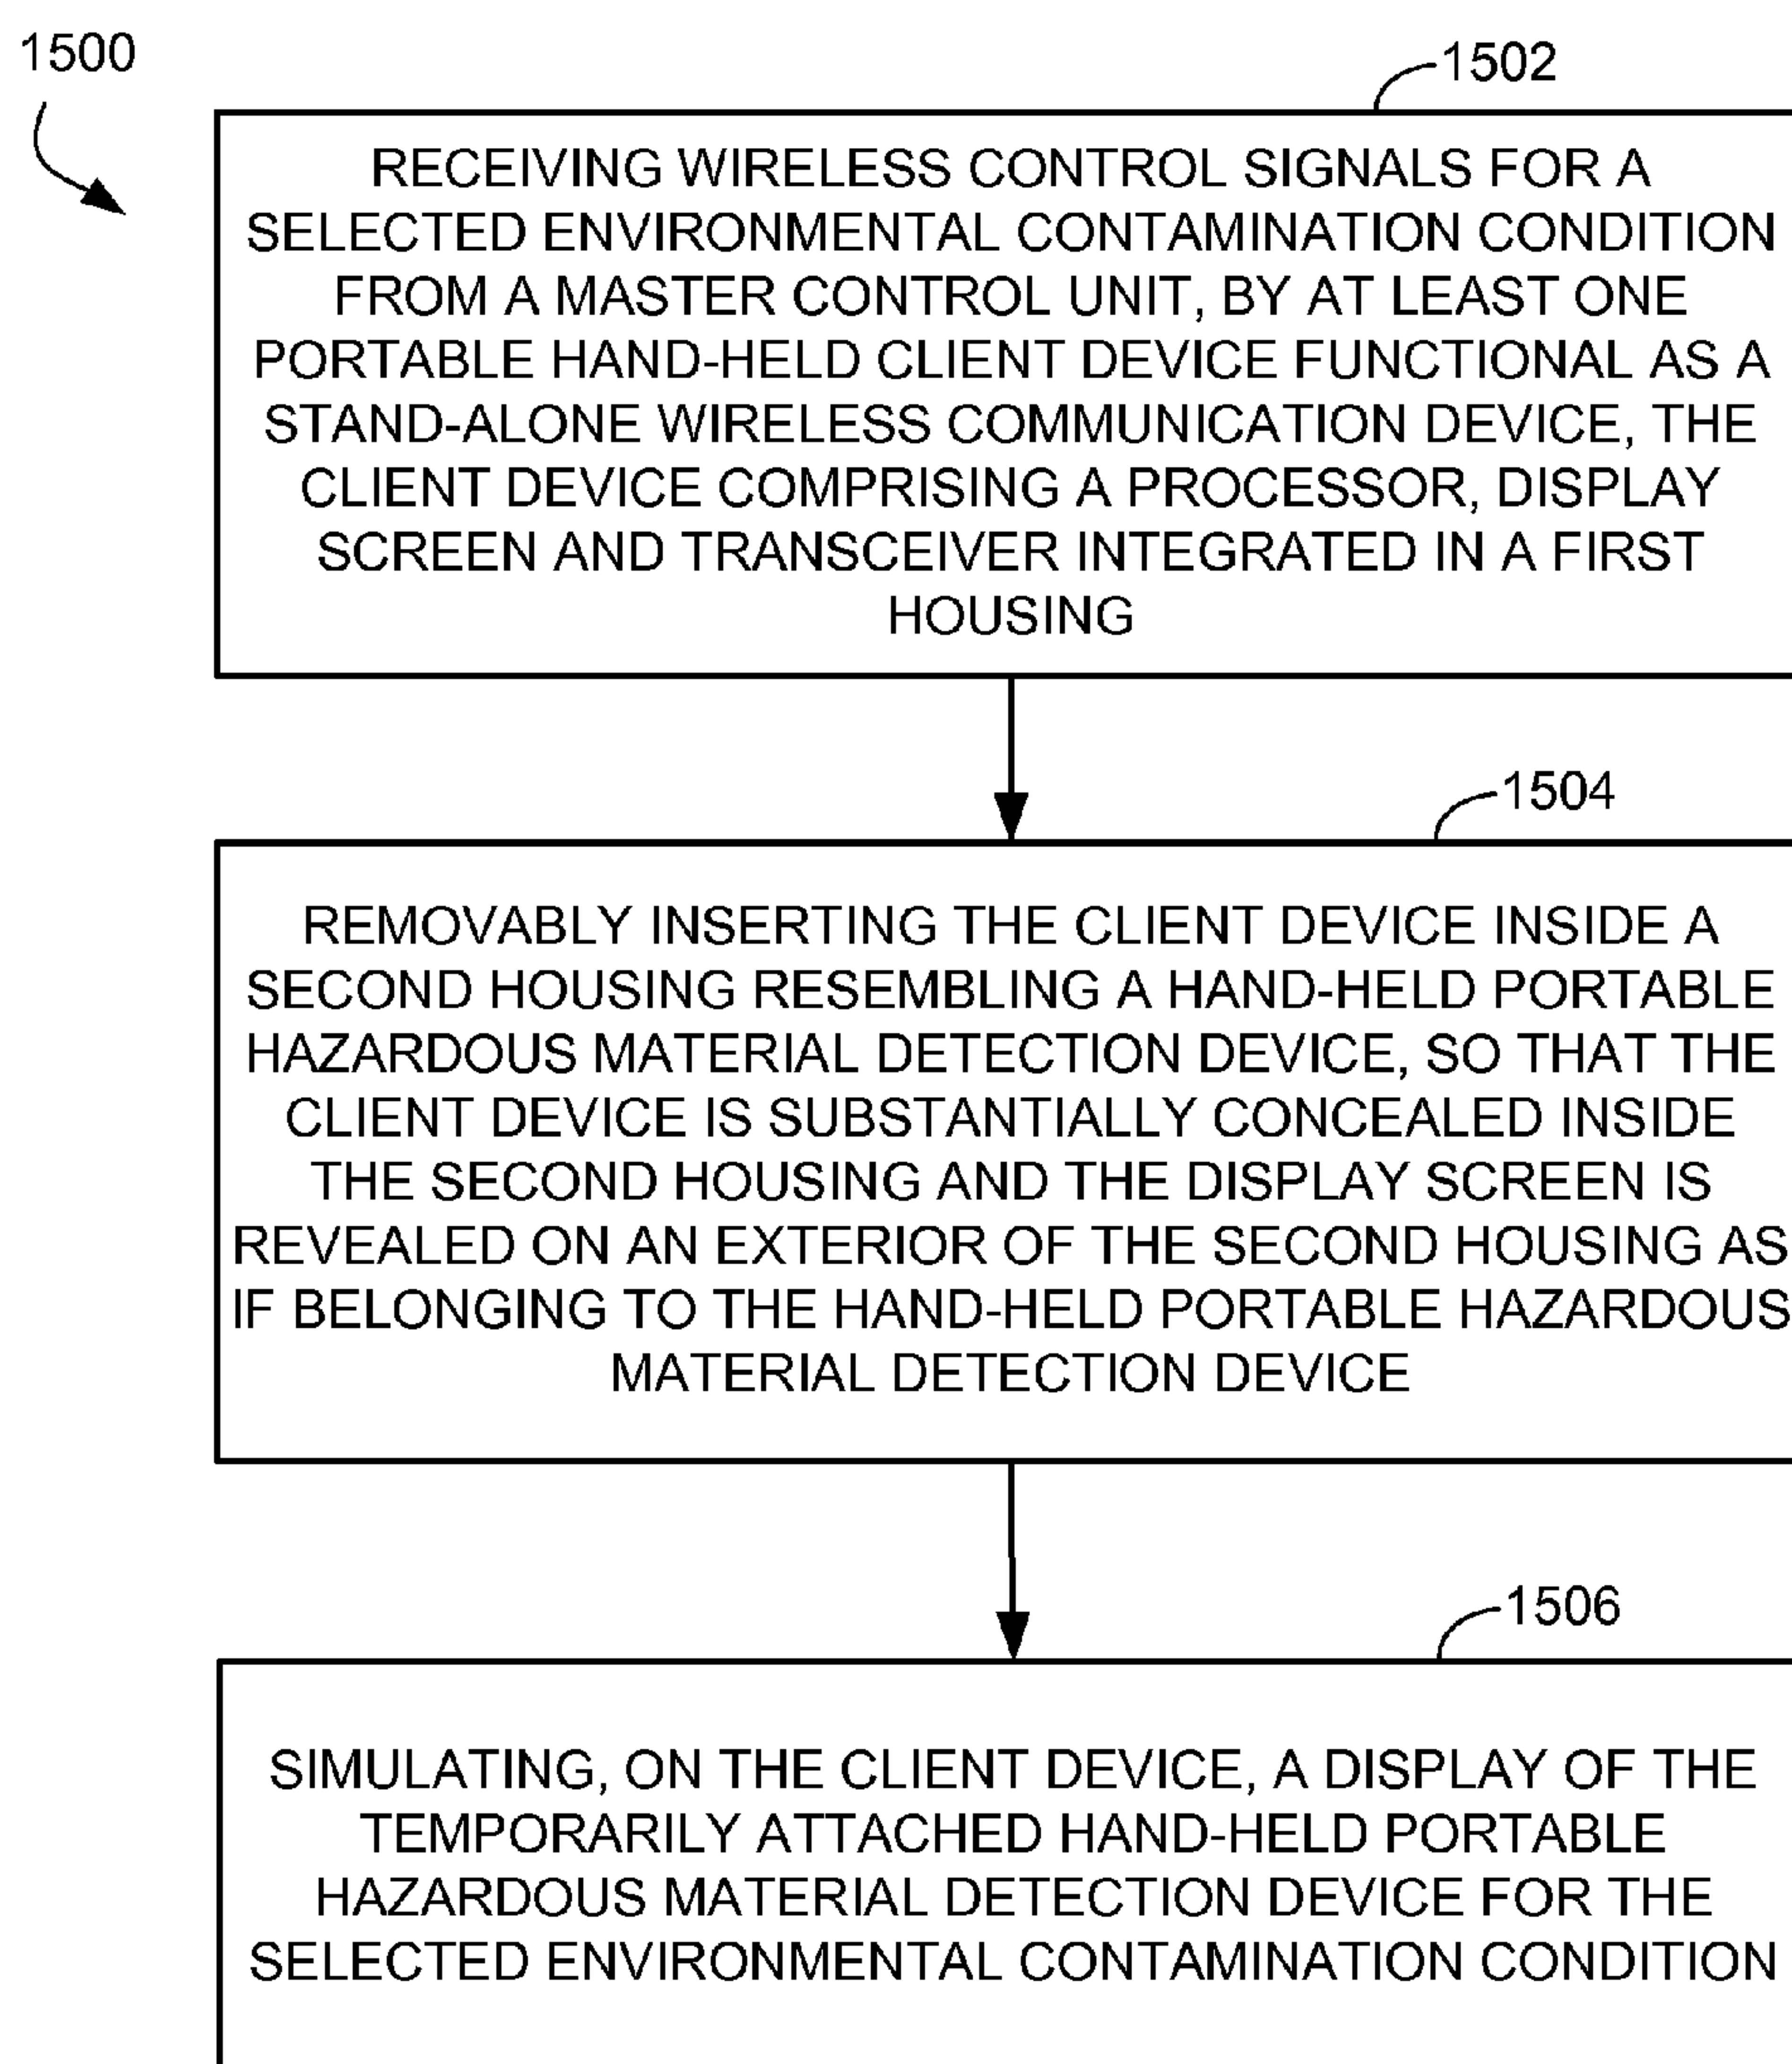 1500
1502
RECEIVING WIRELESS CONTROL SIGNALS FOR A
SELECTED ENVIRONMENTAL CONTAMINATION CONDITION
FROM A MASTER CONTROL UNIT, BY AT LEAST ONE
PORTABLE HAND-HELD CLIENT DEVICE FUNCTIONAL AS A
STAND-ALONE WIRELESS COMMUNICATION DEVICE, THE
CLIENT DEVICE COMPRISING A PROCESSOR, DISPLAY
SCREEN AND TRANSCEIVER INTEGRATED IN A FIRST
HOUSING
1504
REMOVABLY INSERTING THE CLIENT DEVICE INSIDE A
SECOND HOUSING RESEMBLING A HAND-HELD PORTABLE
HAZARDOUS MATERIAL DETECTION DEVICE, SO THAT THE
CLIENT DEVICE IS SUBSTANTIALLY CONCEALED INSIDE
THE SECOND HOUSING AND THE DISPLAY SCREEN IS
REVEALED ON AN EXTERIOR OF THE SECOND HOUSING AS
IF BELONGING TO THE HAND-HELD PORTABLE HAZARDOUS
MATERIAL DETECTION DEVICE
1506
SIMULATING, ON THE CLIENT DEVICE, A DISPLAY OF THE
TEMPORARILY ATTACHED HAND-HELD PORTABLE
HAZARDOUS MATERIAL DETECTION DEVICE FOR THE
SELECTED ENVIRONMENTAL CONTAMINATION CONDITION